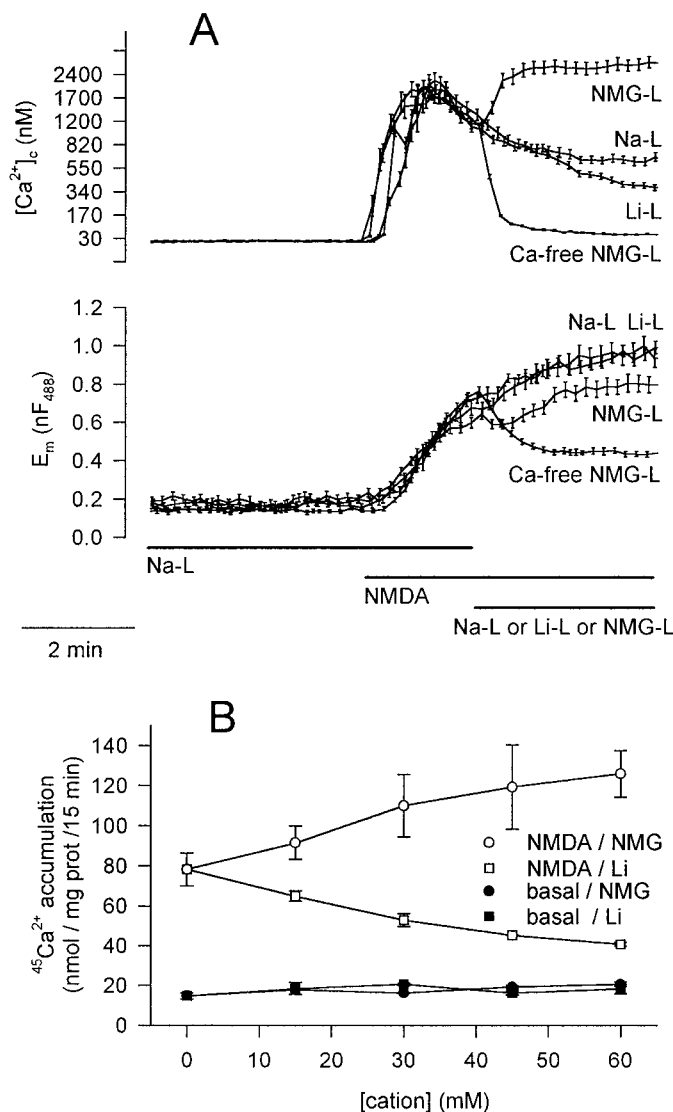 A
[Ca²⁺]c (nM)
2400
1700
1200
820
550
340
170
30
NMG-L
Na-L
Li-L
Ca-free NMG-L
Em (nF488)
1.0
0.8
0.6
0.4
0.2
0.0
Na-L Li-L
NMG-L
Ca-free NMG-L
Na-L
NMDA
Na-L or Li-L or NMG-L
2 min
B
⁴⁵Ca²⁺ accumulation
(nmol / mg prot /15 min)
140
120
100
80
60
40
20
0
NMDA / NMG
NMDA / Li
basal / NMG
basal / Li
0 10 20 30 40 50 60
[cation] (mM)